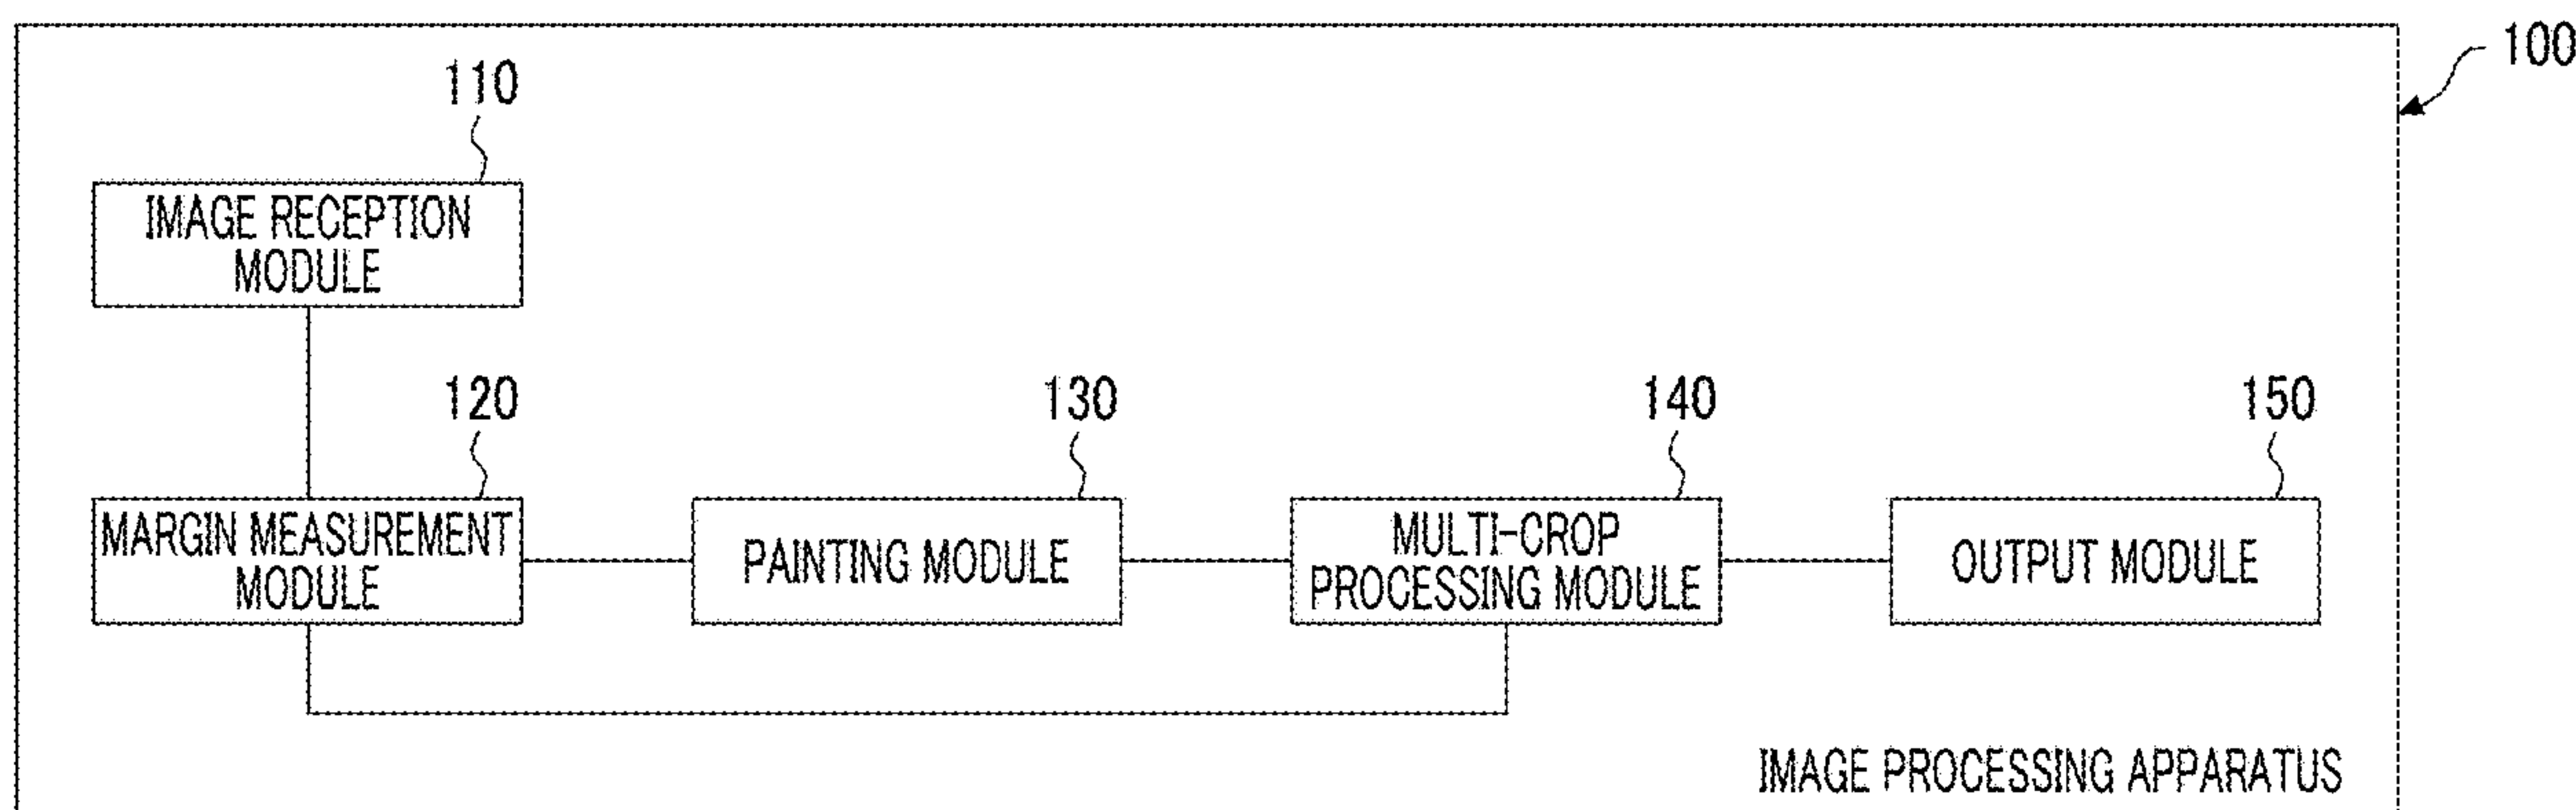 100
110
IMAGE RECEPTION
MODULE
120
130
140
150
MARGIN MEASUREMENT
MODULE
PAINTING MODULE
MULTI-CROP
PROCESSING MODULE
OUTPUT MODULE
IMAGE PROCESSING APPARATUS